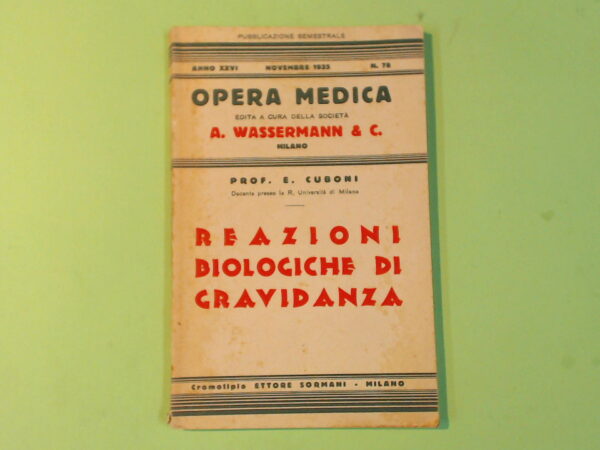 PUBBLICAZIONE SEMESTRALE
ANNO XXVI NOVEMBRE 1935 N. 78
OPERA MEDICA
EDITA A CURA DELLA SOCIETÀ
A. WASSERMANN & C.
MILANO
PROF. E. CUBONI
Docente presso la R. Università di Milano
REAZIONI
BIOLOGICHE DI
GRAVIDANZA
Cromotipia ETTORE SORMANI - MILANO